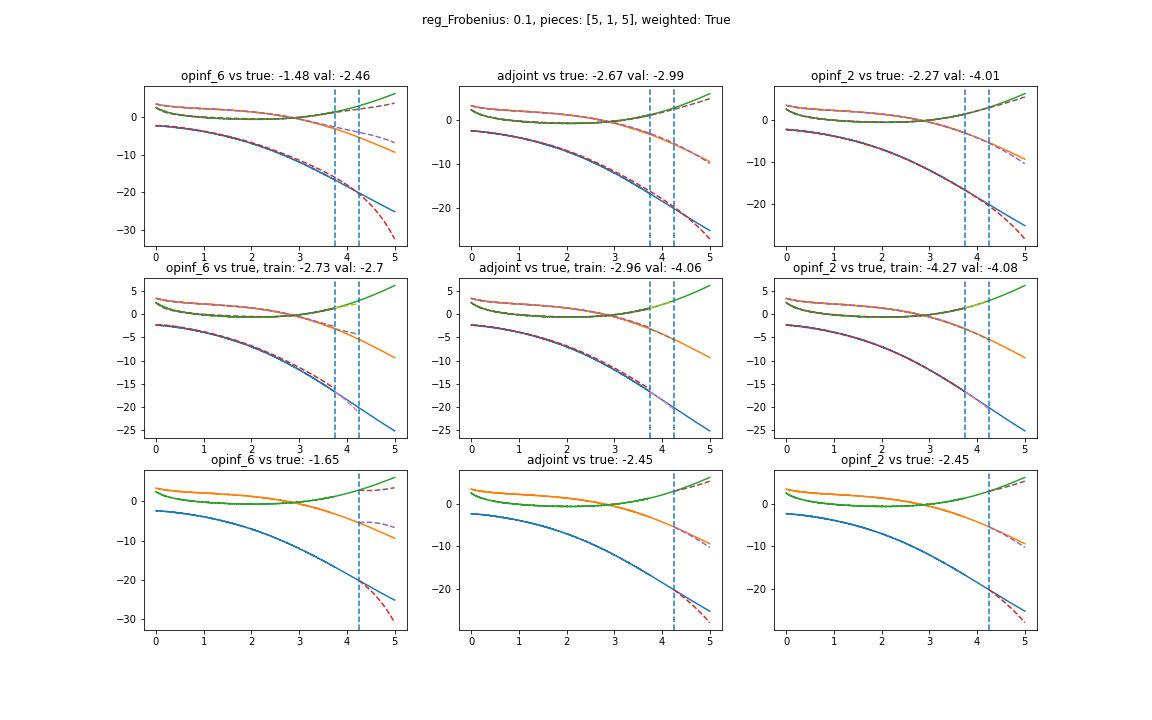 reg_Frobenius: 0.1, pieces: [5, 1, 5], weighted: True
opinf_6 vs true: -1.48 val: -2.46
adjoint vs true: -2.67 val: -2.99
opinf_2 vs true: -2.27 val: -4.01
0
−10
−20
−30
0
−10
−20
0
−10
−20
0 1 2 3 4 5
0 1 2 3 4 5
0 1 2 3 4 5
opinf_6 vs true, train: -2.73 val: -2.7
adjoint vs true, train: -2.96 val: -4.06
opinf_2 vs true, train: -4.27 val: -4.08
5
0
−5
−10
−15
−20
−25
5
0
−5
−10
−15
−20
−25
5
0
−5
−10
−15
−20
−25
0 1 2 3 4 5
0 1 2 3 4 5
0 1 2 3 4 5
opinf_6 vs true: -1.65
adjoint vs true: -2.45
opinf_2 vs true: -2.45
0
−10
−20
−30
0
−10
−20
0
−10
−20
0 1 2 3 4 5
0 1 2 3 4 5
0 1 2 3 4 5